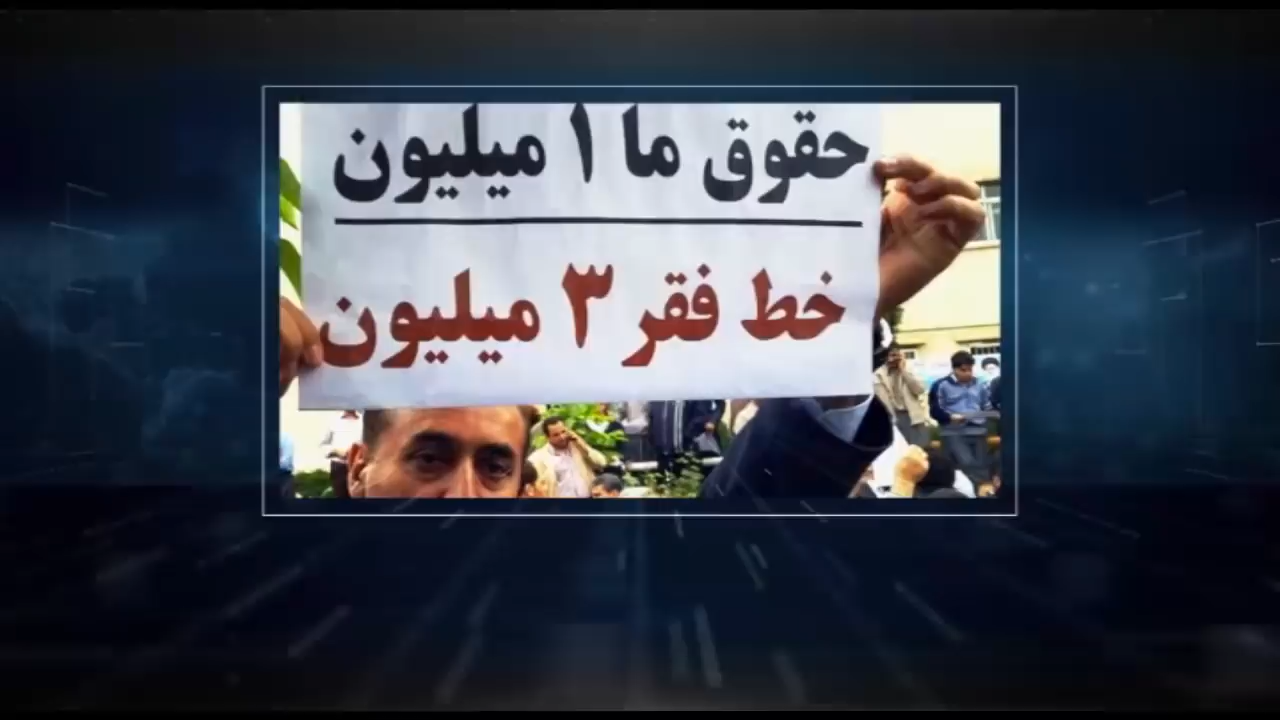 حقوق ما ۱ میلیون
خط فقر ۳ میلیون